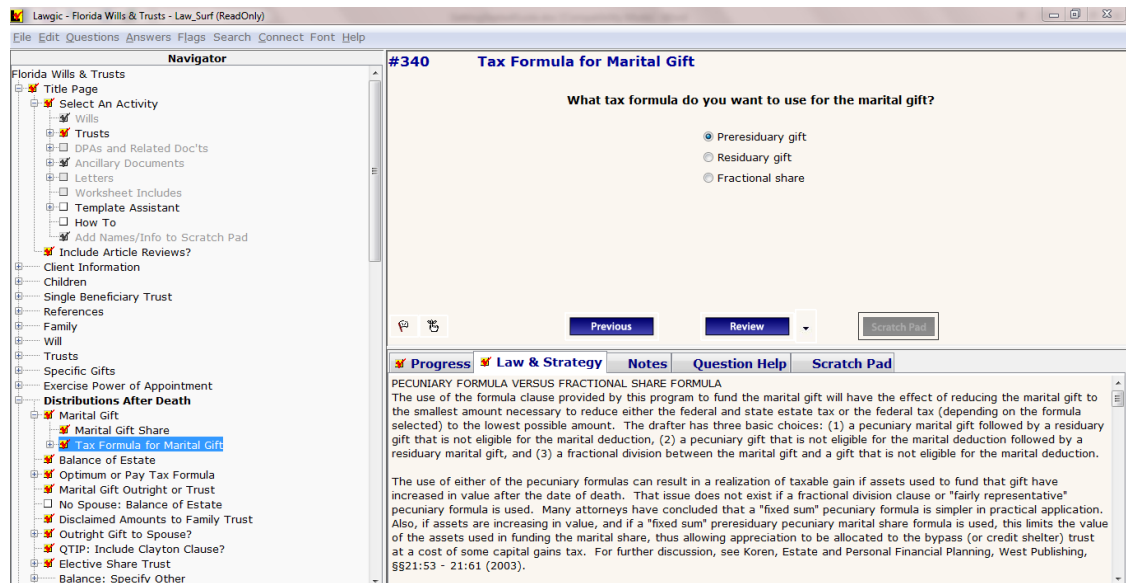 Lawgic - Florida Wills & Trusts - Law_Surf (ReadOnly)
File Edit Questions Answers Flags Search Connect Font Help
Navigator
Florida Wills & Trusts
Title Page
Select An Activity
Wills
Trusts
DPAs and Related Doc'ts
Ancillary Documents
Letters
Worksheet Includes
Template Assistant
How To
Add Names/Info to Scratch Pad
Include Article Reviews?
Client Information
Children
Single Beneficiary Trust
References
Family
Will
Trusts
Specific Gifts
Exercise Power of Appointment
Distributions After Death
Marital Gift
Marital Gift Share
Tax Formula for Marital Gift
Balance of Estate
Optimum or Pay Tax Formula
Marital Gift Outright or Trust
No Spouse: Balance of Estate
Disclaimed Amounts to Family Trust
Outright Gift to Spouse?
QTIP: Include Clayton Clause?
Elective Share Trust
Balance: Specify Other
#340 Tax Formula for Marital Gift
What tax formula do you want to use for the marital gift?
Preresiduary gift
Residuary gift
Fractional share
Previous Review Scratch Pad
Progress Law & Strategy Notes Question Help Scratch Pad
PECUNIARY FORMULA VERSUS FRACTIONAL SHARE FORMULA
The use of the formula clause provided by this program to fund the marital gift will have the effect of reducing the marital gift to
the smallest amount necessary to reduce either the federal and state estate tax or the federal tax (depending on the formula
selected) to the lowest possible amount. The drafter has three basic choices: (1) a pecuniary marital gift followed by a residuary
gift that is not eligible for the marital deduction, (2) a pecuniary gift that is not eligible for the marital deduction followed by a
residuary marital gift, and (3) a fractional division between the marital gift and a gift that is not eligible for the marital deduction.
The use of either of the pecuniary formulas can result in a realization of taxable gain if assets used to fund that gift have
increased in value after the date of death. That issue does not exist if a fractional division clause or "fairly representative"
pecuniary formula is used. Many attorneys have concluded that a "fixed sum" pecuniary formula is simpler in practical application.
Also, if assets are increasing in value, and if a "fixed sum" preresiduary pecuniary marital share formula is used, this limits the value
of the assets used in funding the marital share, thus allowing appreciation to be allocated to the bypass (or credit shelter) trust
at a cost of some capital gains tax. For further discussion, see Koren, Estate and Personal Financial Planning, West Publishing,
§§21:53 - 21:61 (2003).